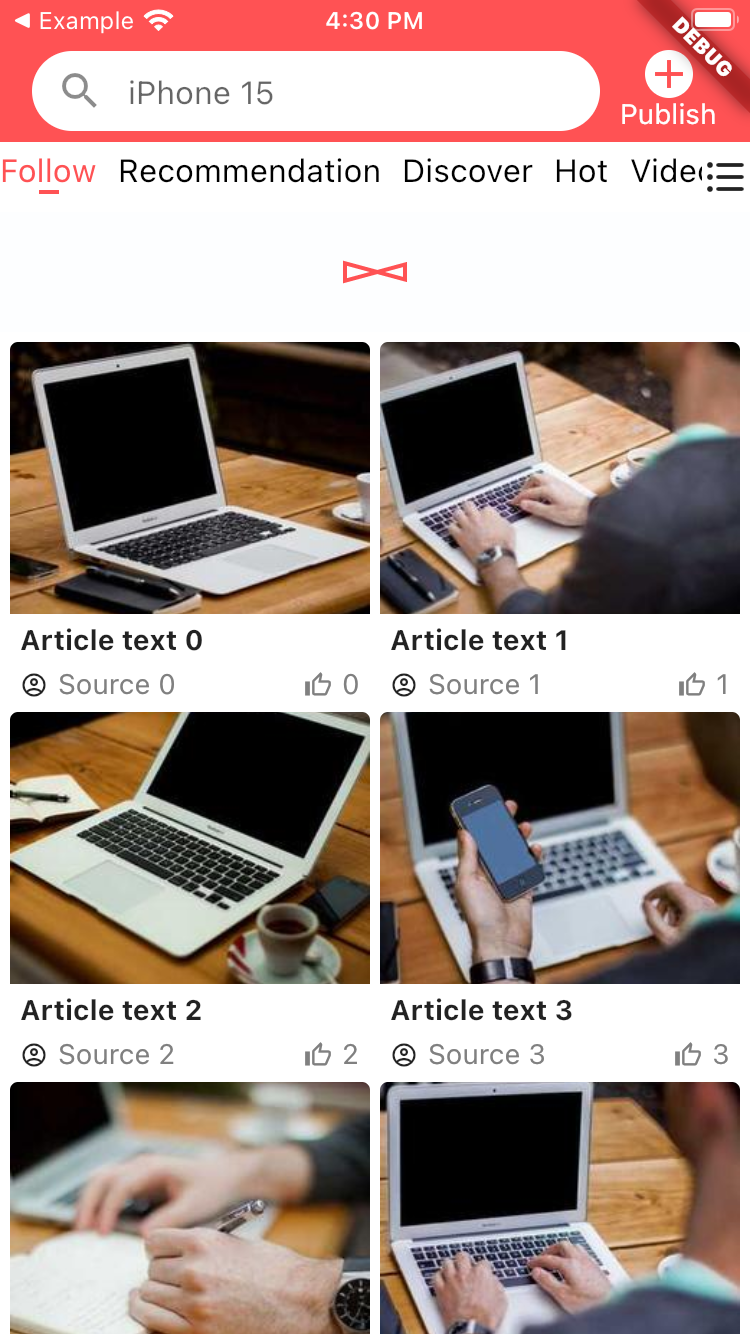 Example
4:30 PM
DEBUG
iPhone 15
Publish
Follow Recommendation Discover Hot Vide
Article text 0
Source 0
0
Article text 1
Source 1
1
Article text 2
Source 2
2
Article text 3
Source 3
3